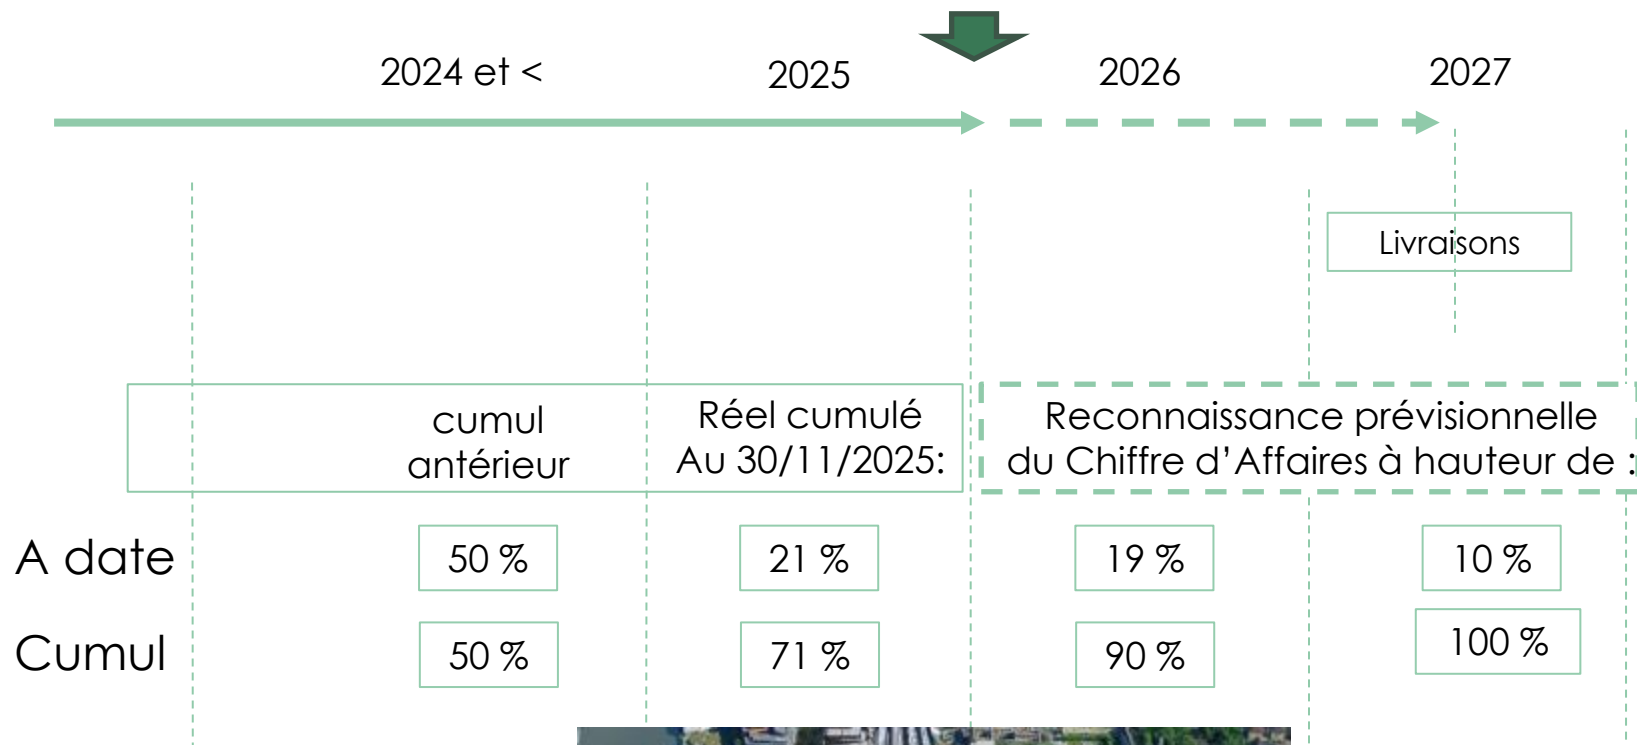 2024 et < 2025 2026 2027
Livraisons
cumul
antérieur
Réel cumulé
Au 30/11/2025:
Reconnaissance prévisionnelle
du Chiffre d’Affaires à hauteur de :
A date 50 % 21 % 19 % 10 %
Cumul 50 % 71 % 90 % 100 %